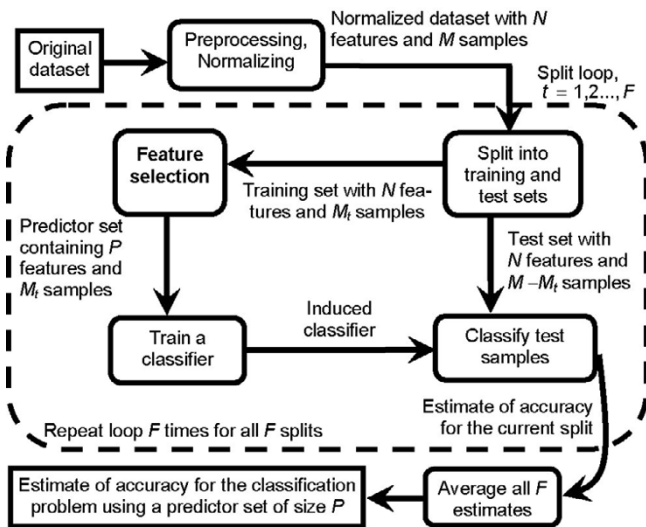 Original
dataset
Preprocessing,
Normalizing
Normalized dataset with N
features and M samples
Split loop,
t = 1,2..., F
Feature
selection
Split into
training and
test sets
Training set with N fea-
tures and Mt samples
Predictor set
containing P
features and
Mt samples
Test set with
N features and
M –Mt samples
Train a
classifier
Induced
classifier
Classify test
samples
Estimate of accuracy
for the current split
Repeat loop F times for all F splits
Estimate of accuracy for the classification
problem using a predictor set of size P
Average all F
estimates